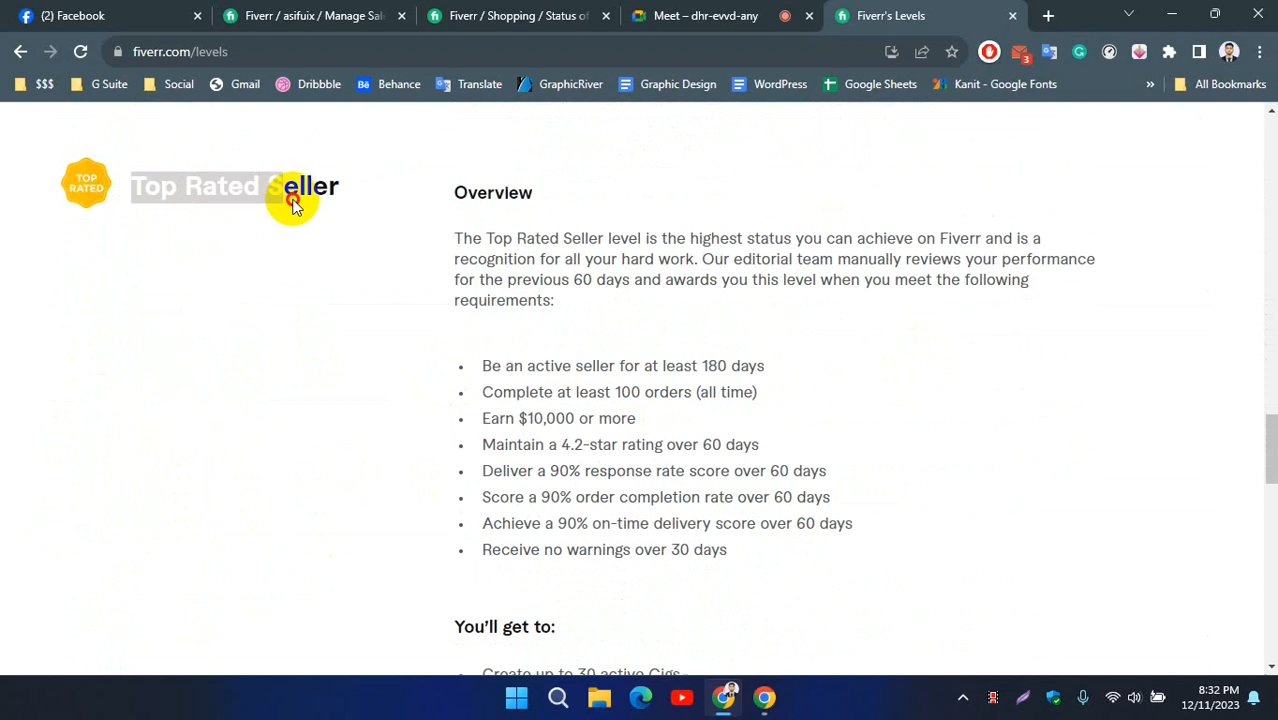 (2) Facebook
Fiverr / asifuix / Manage Sal
Fiverr / Shopping / Status of
Meet – dhr-ewid-any
Fiverr's Levels
fiverr.com/levels
3
$$$
G Suite
Social
Gmail
Dribbble
Behance
Translate
GraphicRiver
Graphic Design
WordPress
Google Sheets
Kanit - Google Fonts
All Bookmarks
TOP
RATED
Top Rated Seller
Overview
The Top Rated Seller level is the highest status you can achieve on Fiverr and is a
recognition for all your hard work. Our editorial team manually reviews your performance
for the previous 60 days and awards you this level when you meet the following
requirements:
Be an active seller for at least 180 days
Complete at least 100 orders (all time)
Earn $10,000 or more
Maintain a 4.2-star rating over 60 days
Deliver a 90% response rate score over 60 days
Score a 90% order completion rate over 60 days
Achieve a 90% on-time delivery score over 60 days
Receive no warnings over 30 days
You'll get to:
Create up to 30 active Gigs
8:32 PM
12/11/2023